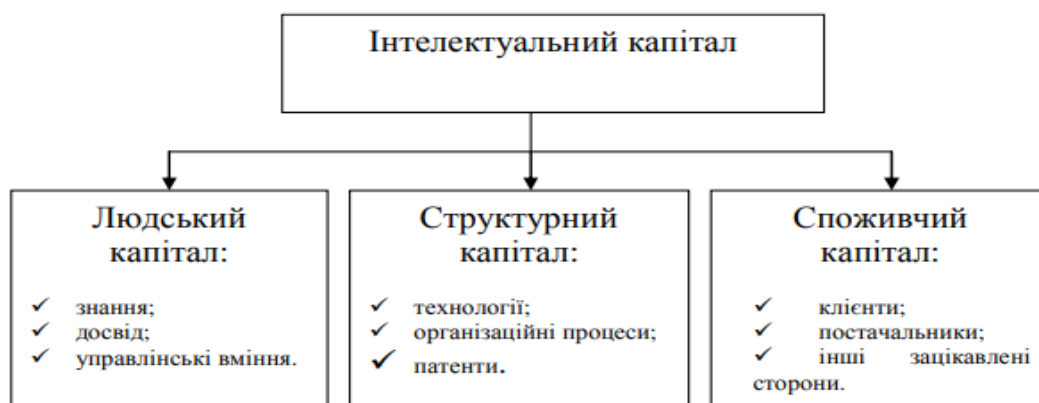 Інтелектуальний капітал
Людський
капітал:
✓ знання;
✓ досвід;
✓ управлінські вміння.
Структурний
капітал:
✓ технології;
✓ організаційні процеси;
✓ патенти.
Споживчий
капітал:
✓ клієнти;
✓ постачальники;
✓ інші зацікавлені
сторони.